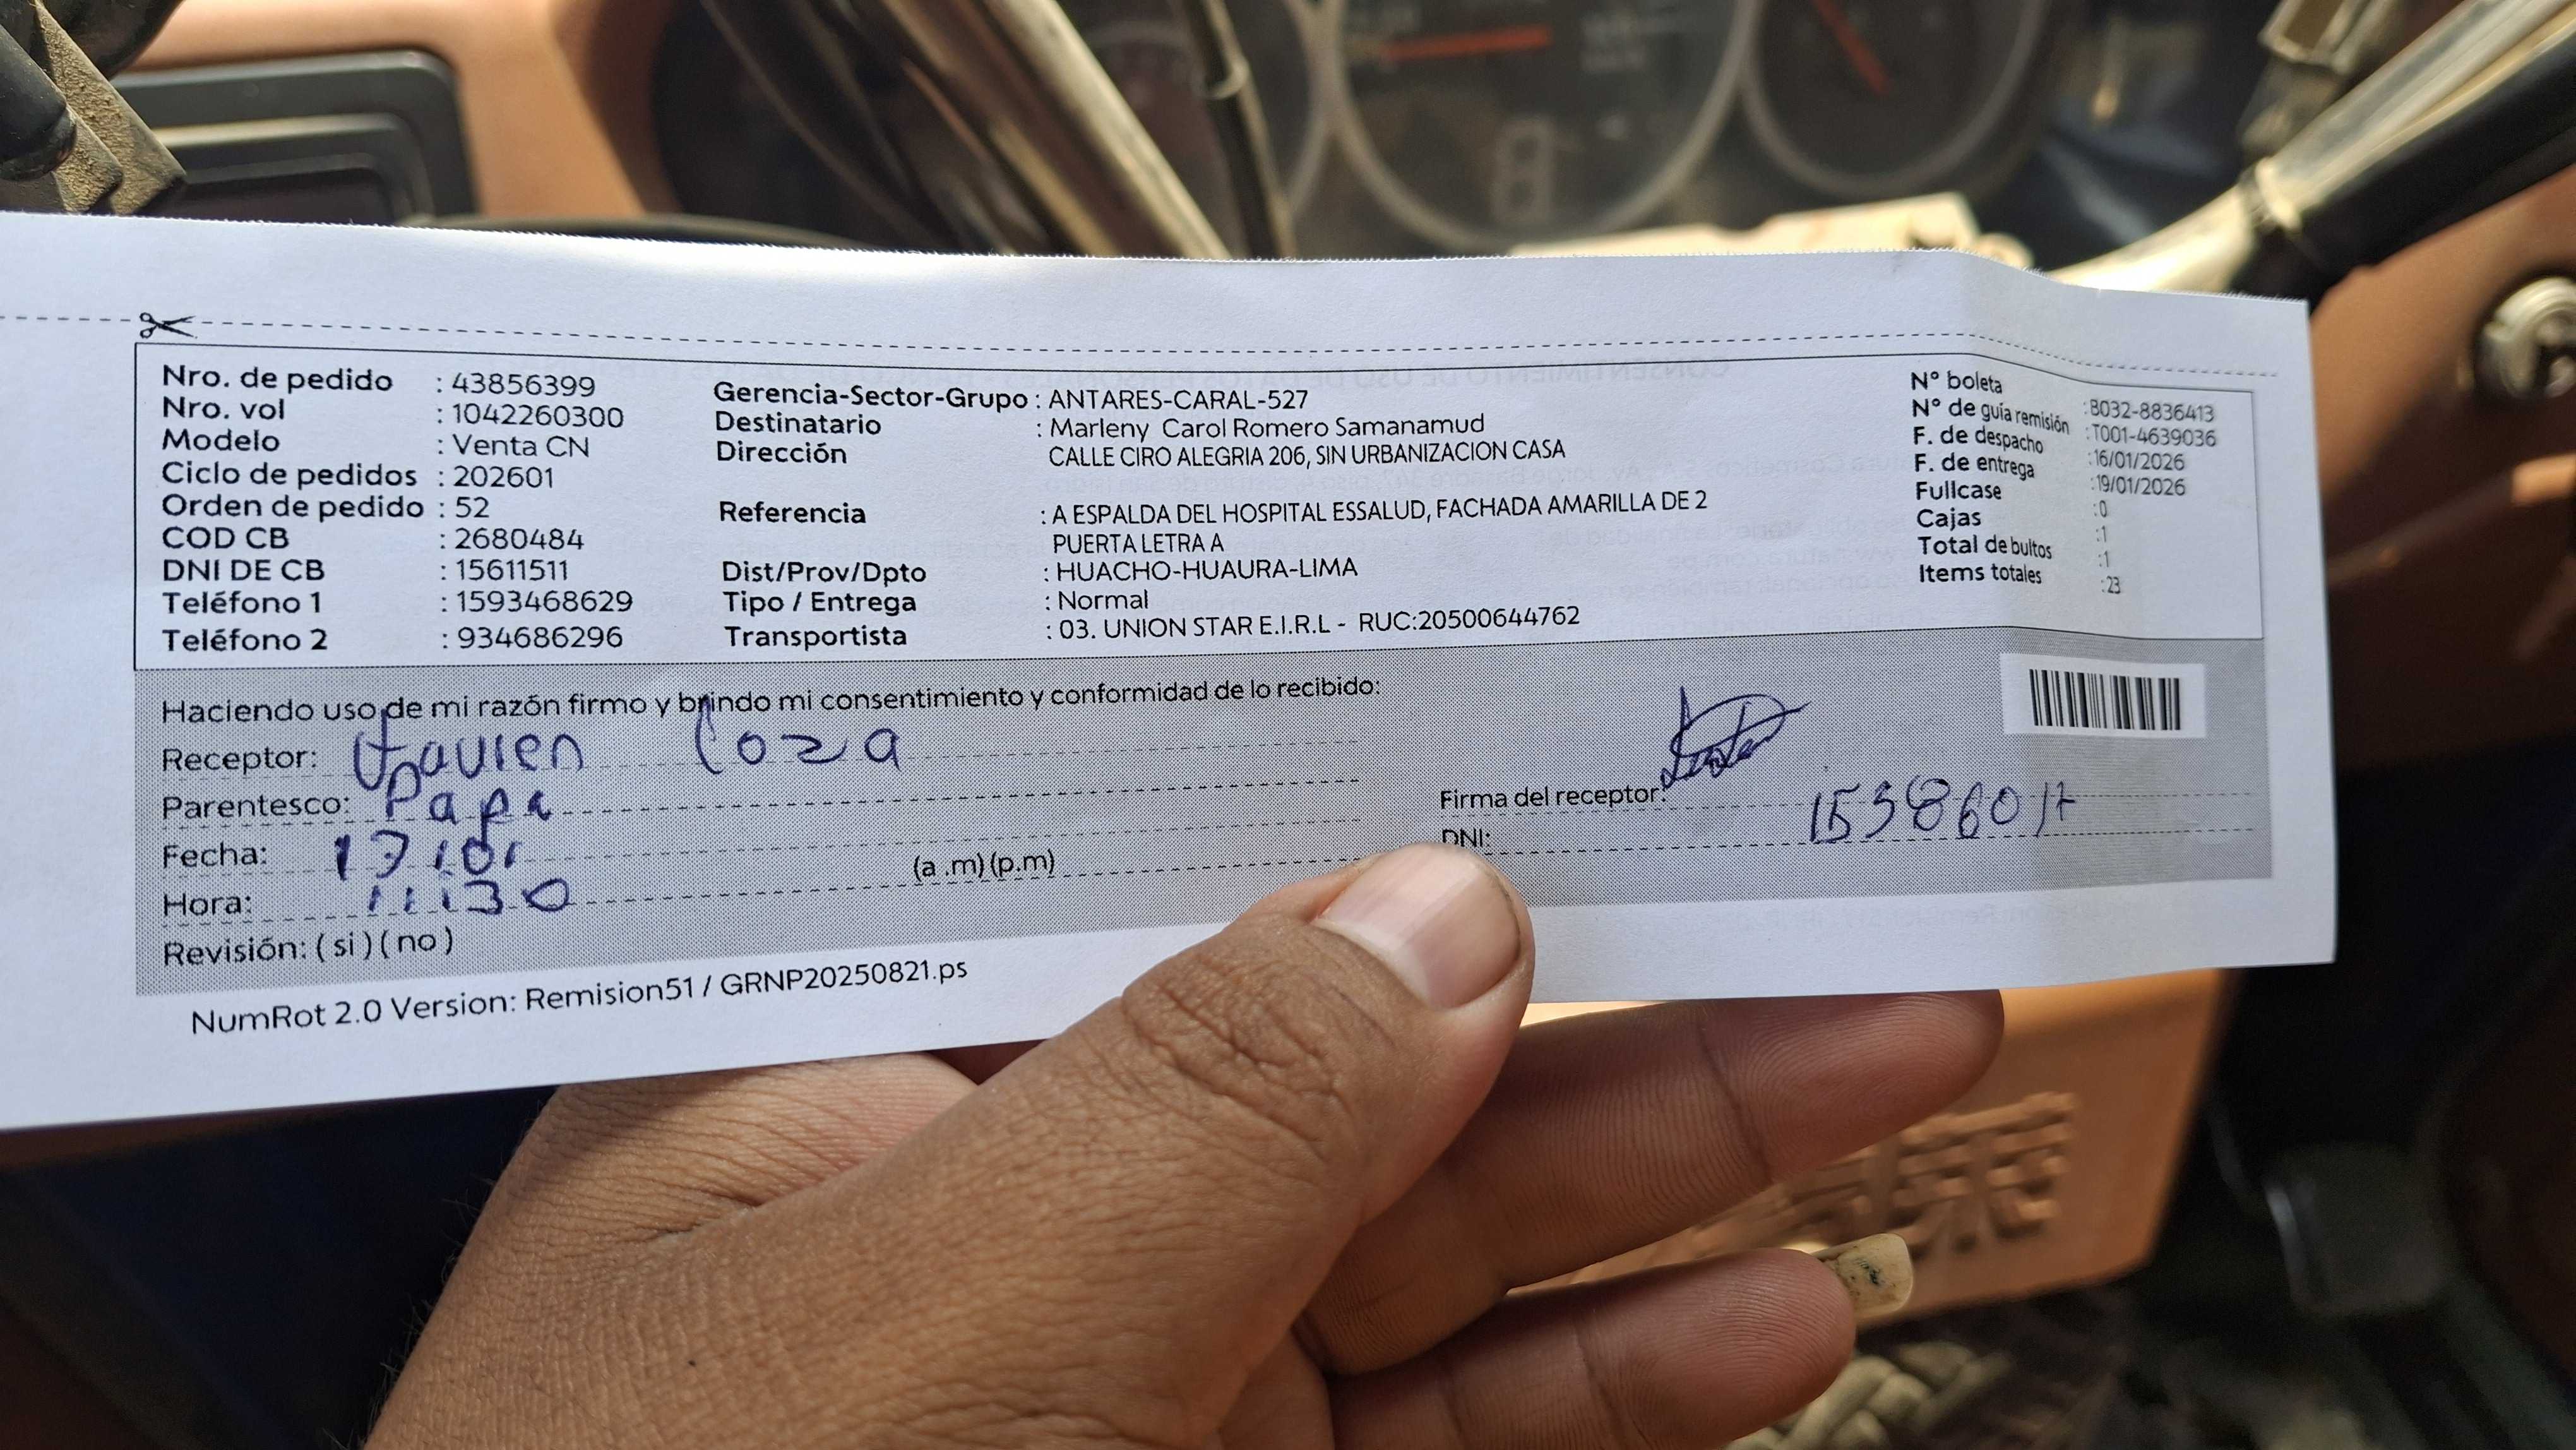 Nro. de pedido : 43856399
Nro. vol : 1042260300
Modelo : Venta CN
Ciclo de pedidos : 202601
Orden de pedido : 52
COD CB : 2680484
DNI DE CB : 15611511
Teléfono 1 : 1593468629
Teléfono 2 : 934686296
Gerencia-Sector-Grupo : ANTARES-CARAL-527
Destinatario : Marleny Carol Romero Samanamud
Dirección CALLE CIRO ALEGRIA 206, SIN URBANIZACION CASA
Referencia : A ESPALDA DEL HOSPITAL ESSALUD, FACHADA AMARILLA DE 2
PUERTA LETRA A
Dist/Prov/Dpto : HUACHO-HUAURA-LIMA
Tipo / Entrega : Normal
Transportista : 03. UNION STAR E.I.R.L - RUC:20500644762
N° boleta :B032-8836413
N° de guia remisión :T001-4639036
F. de despacho :16/01/2026
F. de entrega :19/01/2026
Fullcase :0
Cajas :1
Total de bultos :1
Items totales :23
Haciendo uso de mi razón firmo y brindo mi consentimiento y conformidad de lo recibido:
Receptor:
Parentesco: Papa
Fecha:
Hora: 11:30 (a .m) (p.m)
Revisión: ( si ) ( no )
Firma del receptor:
DNI:
NumRot 2.0 Version: Remision51 / GRNP20250821.ps